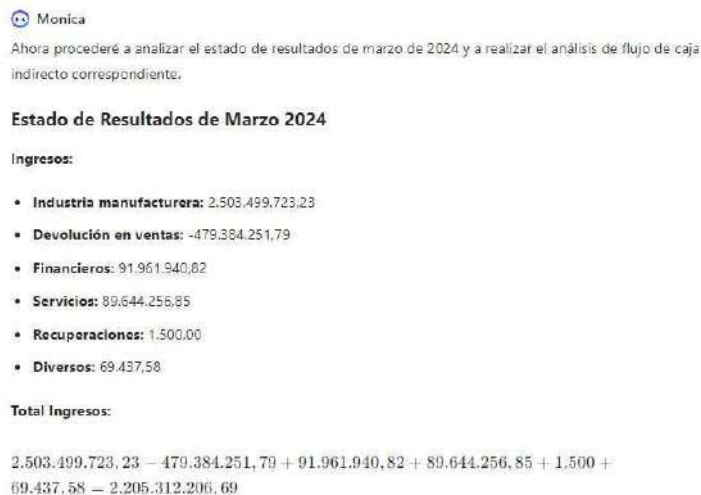 Monica
Ahora procederé a analizar el estado de resultados de marzo de 2024 y a realizar el análisis de flujo de caja
indirecto correspondiente.
Estado de Resultados de Marzo 2024
Ingresos:
• Industria manufacturera: 2.503.499.723,23
• Devolución en ventas: -479.384.251,79
• Financieros: 91.961.940,82
• Servicios: 89.644.256,85
• Recuperaciones: 1.500,00
• Diversos: 69.437,58
Total Ingresos:
2.503.499.723, 23 − 479.384.251, 79 + 91.961.940, 82 + 89.644.256, 85 + 1.500 +
69.437, 58 = 2.205.312.206, 69